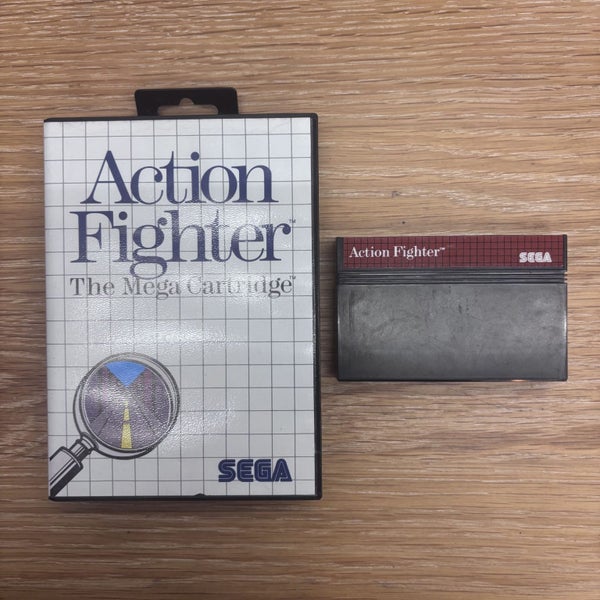 Action
Fighter™
The Mega Cartridge™
SEGA
Action Fighter™
SEGA